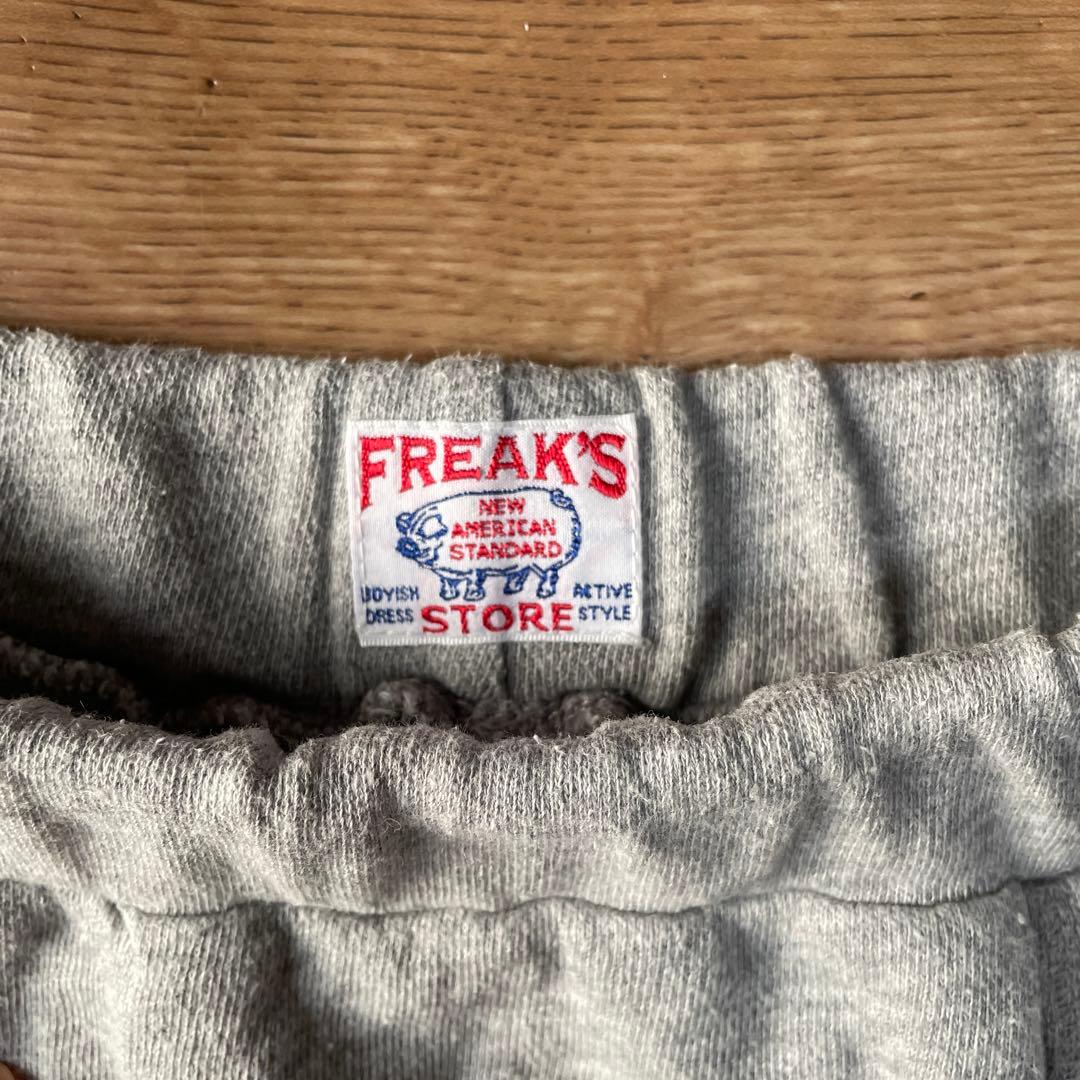 FREAK'S
NEW
AMERICAN
STANDARD
BOYISH
DRESS
STORE
ACTIVE
STYLE